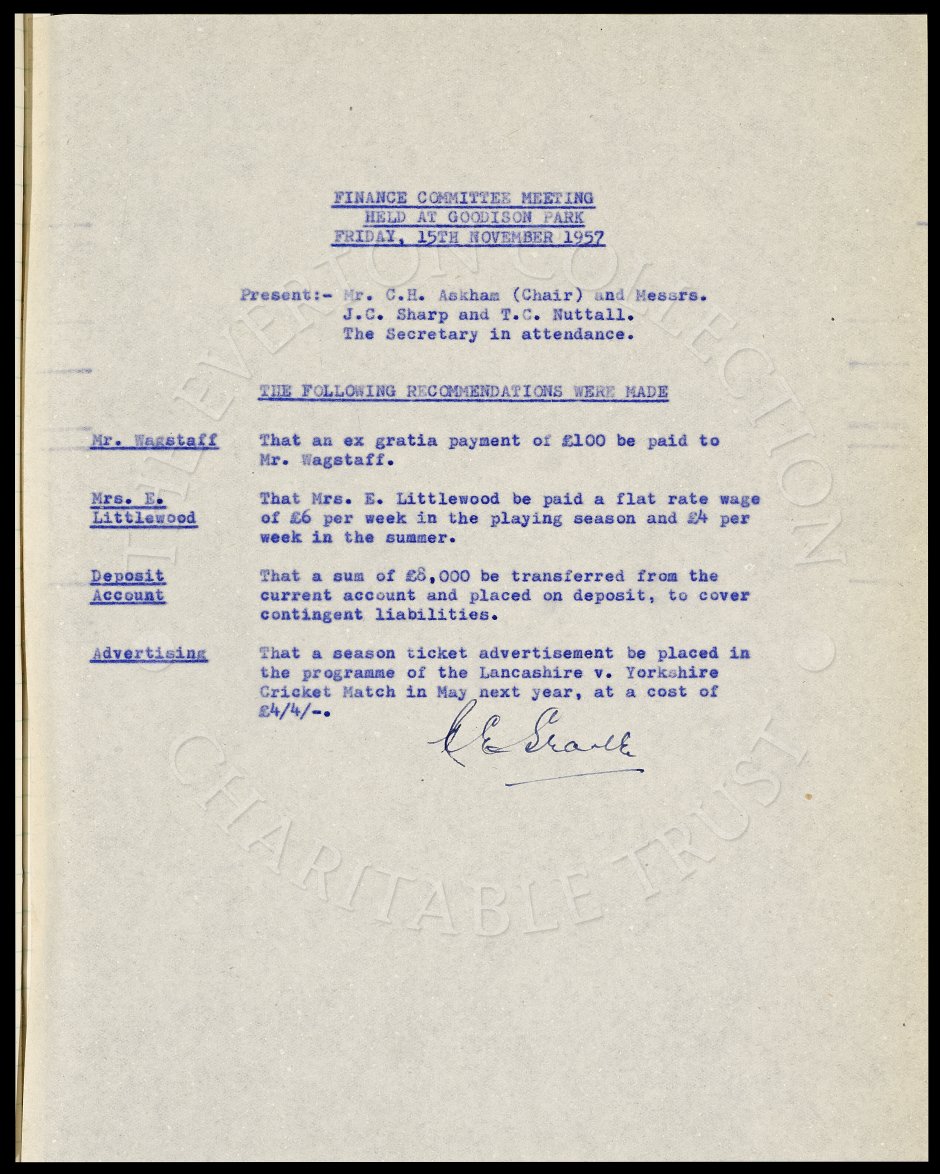 FINANCE COMMITTEE MEETING
HELD AT GOODISON PARK
FRIDAY, 15TH NOVEMBER 1957
Present:- Mr. C.H. Askham (Chair) and Messrs.
J.C. Sharp and T.C. Nuttall.
The Secretary in attendance.
THE FOLLOWING RECOMMENDATIONS WERE MADE
Mr. Wagstaff That an ex gratia payment of £100 be paid to
Mr. Wagstaff.
Mrs. E. That Mrs. E. Littlewood be paid a flat rate wage
Littlewood of £6 per week in the playing season and £4 per
week in the summer.
Deposit That a sum of £8,000 be transferred from the
Account current account and placed on deposit, to cover
contingent liabilities.
Advertising That a season ticket advertisement be placed in
the programme of the Lancashire v. Yorkshire
Cricket Match in May next year, at a cost of
£4/4/-.
THE EVERTON COLLECTION
CHARITABLE TRUST